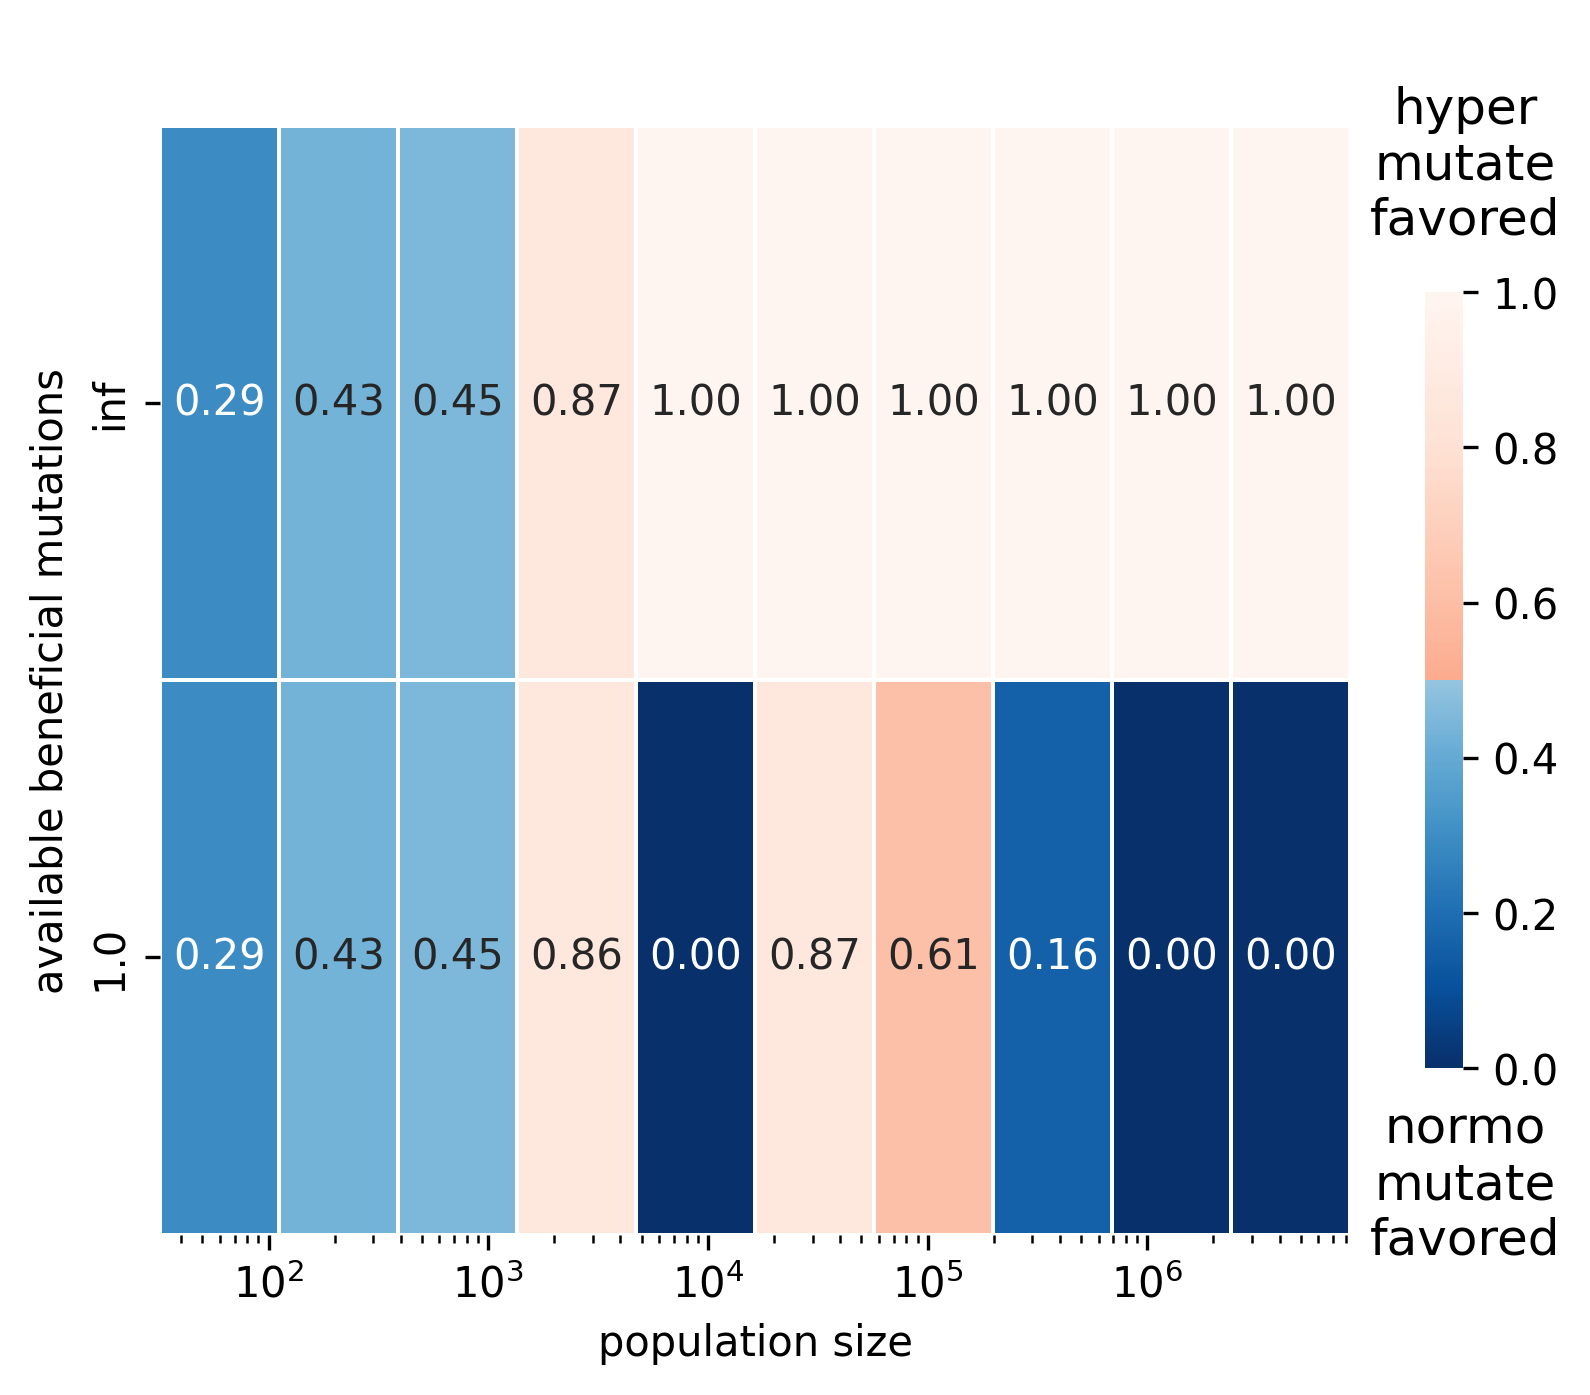 hyper
mutate
favored
available beneficial mutations
inf
0.29 0.43 0.45 0.87 1.00 1.00 1.00 1.00 1.00 1.00
1.0
0.29 0.43 0.45 0.86 0.00 0.87 0.61 0.16 0.00 0.00
10² 10³ 10⁴ 10⁵ 10⁶
population size
1.0
0.8
0.6
0.4
0.2
0.0
normo
mutate
favored